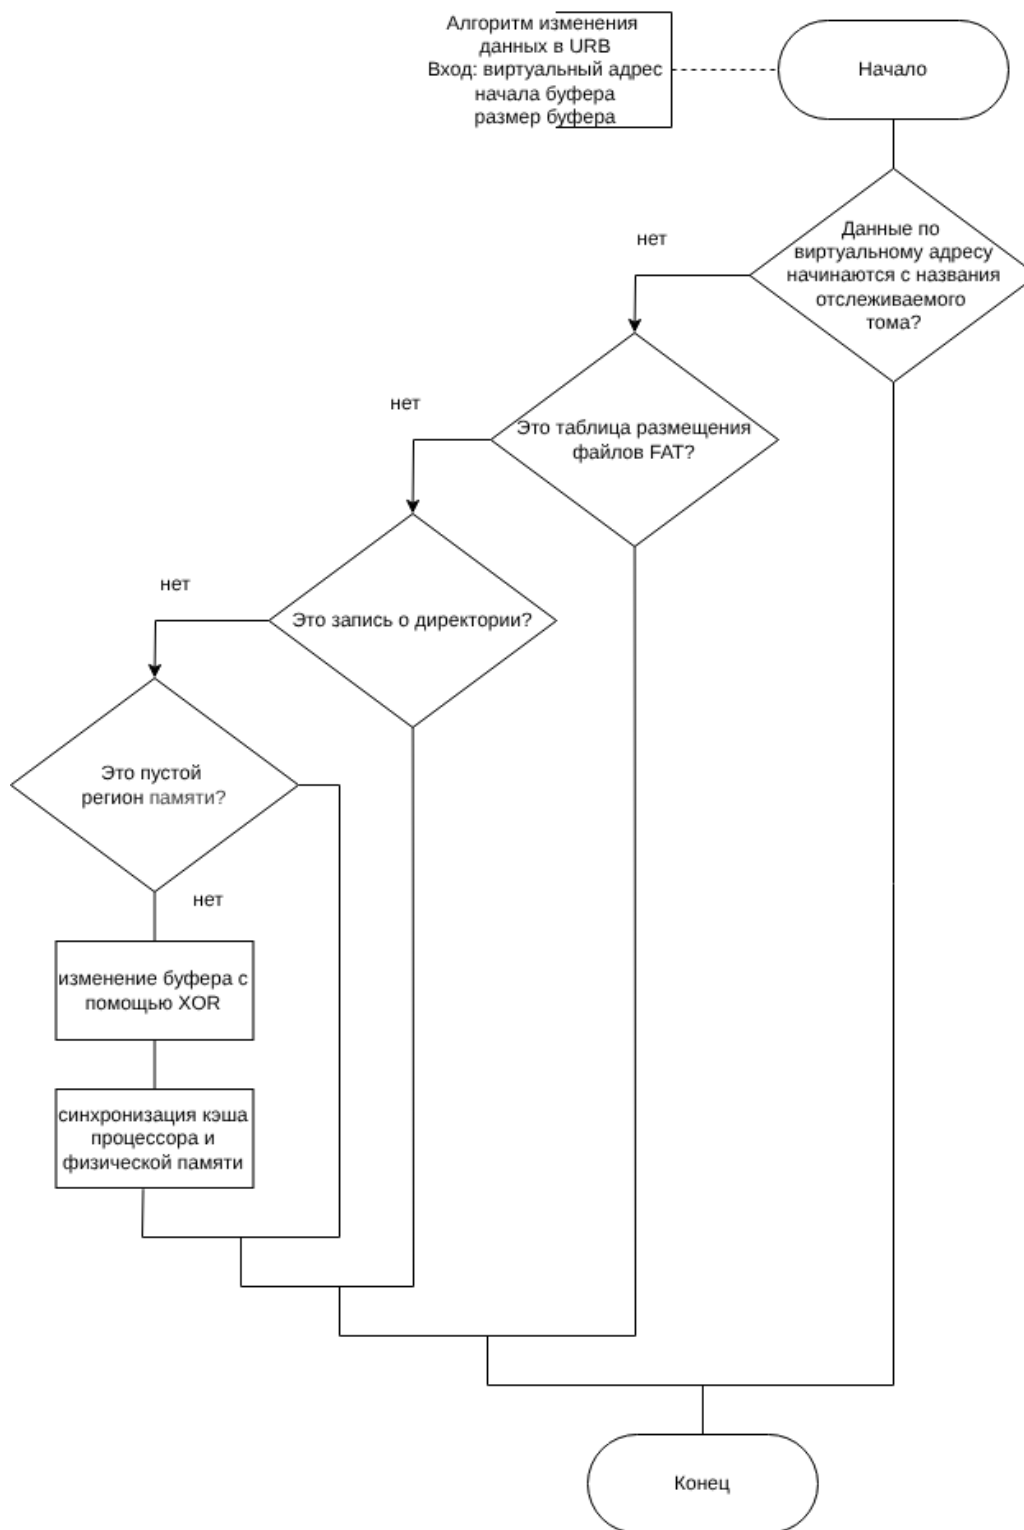 Алгоритм изменения
данных в URB
Вход: виртуальный адрес
начала буфера
размер буфера
Начало
Данные по
виртуальному адресу
начинаются с названия
отслеживаемого
тома?
нет
Это таблица размещения
файлов FAT?
нет
Это запись о директории?
нет
Это пустой
регион памяти?
нет
изменение буфера с
помощью XOR
синхронизация кэша
процессора и
физической памяти
Конец